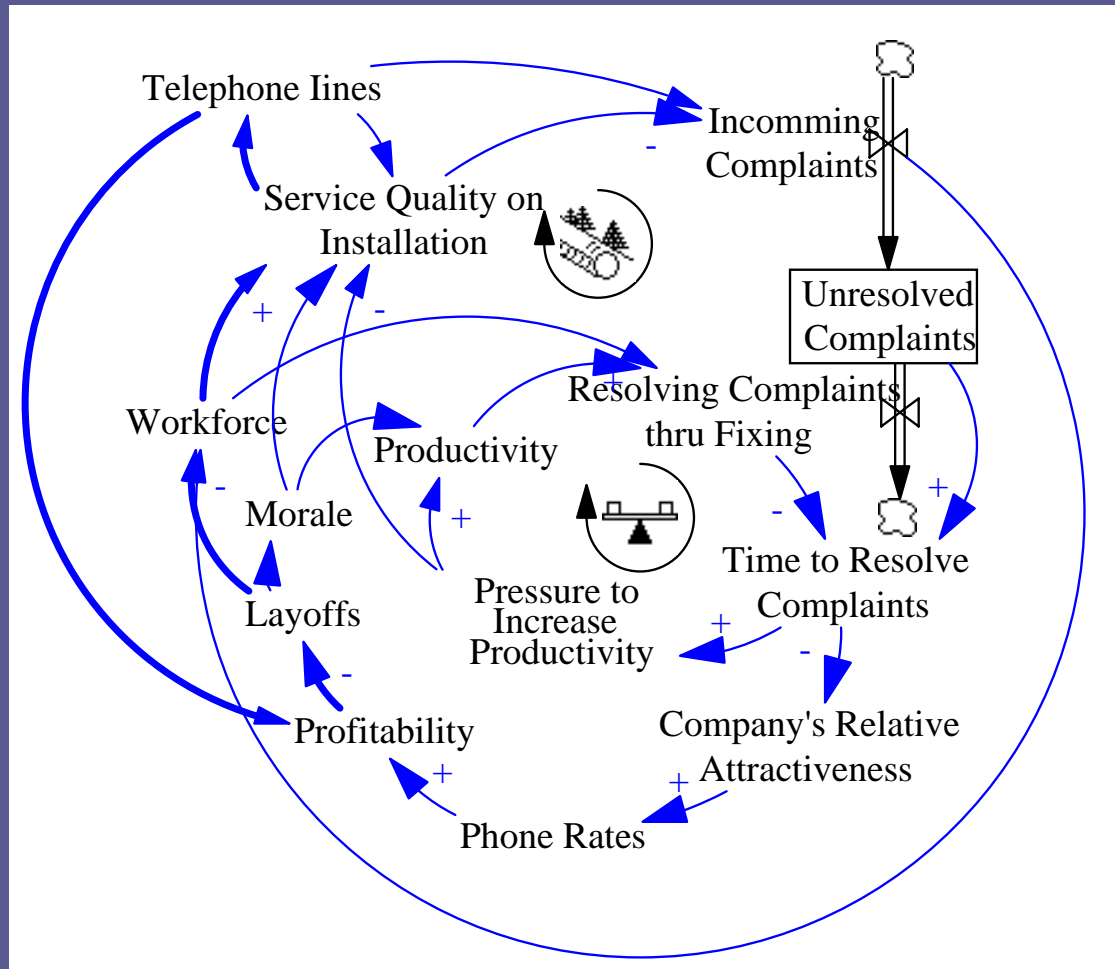 Telephone Iines
Incomming
Complaints
-
Service Quality on
Installation
Unresolved
Complaints
+
-
Resolving Complaints
thru Fixing
+
Workforce
Productivity
-
Morale
+
+
-
Time to Resolve
Complaints
Pressure to
Increase
Productivity
+
-
Layoffs
-
Profitability
Company's Relative
Attractiveness
+
+
Phone Rates